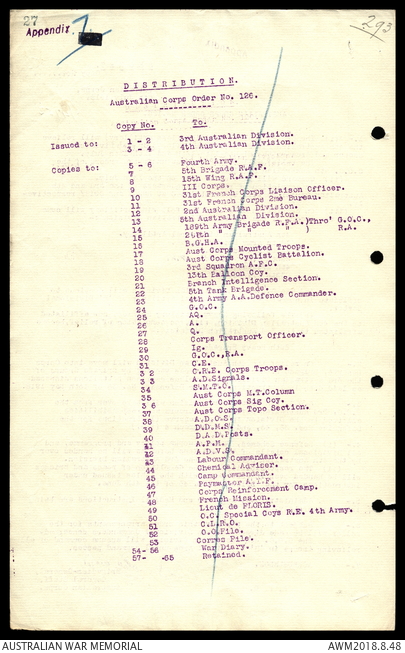 27
Appendix 1
293
DISTRIBUTION.
Australian Corps Order No. 126.
Copy No. To.
Issued to: 1 - 2 3rd Australian Division.
3 - 4 4th Australian Division.
Copies to: 5 - 6 Fourth Army.
7 5th Brigade R.A.F.
8 15th Wing R.A.F.
9 III Corps.
10 31st French Corps Liaison Officer.
11 31st French Corps 2me Bureau.
12 2nd Australian Division.
13 5th Australian Division.
14 189th Army Brigade R.F.A.)Thro' G.O.C.,
15 " " ) R.A.
16 B.G.H.A.
17 Aust Corps Mounted Troops.
18 Aust Corps Cyclist Battalion.
19 3rd Squadron A.F.C.
20 13th Balloon Coy.
21 Branch Intelligence Section.
22 5th Tank Brigade.
23 4th Army A.A.Defence Commander.
24 G.O.C.
25 AQ.
26 A.
27 Q.
28 Corps Transport Officer.
29 Ig.
30 G.O.C.,R.A.
31 C.E.
3 2 C.R.E. Corps Troops.
3 3 A.D.Signals.
34 S.M.T.O.
35 Aust Corps M.T.Column
3 6 Aust Corps Sig Coy.
37 Aust Corps Topo Section.
38 A.D.O.S.
39 D.D.M.S.
40 D.A.D.Posts.
41 A.P.M.
42 A.D.V.S.
43 Labour Commandant.
44 Chemical Adviser.
45 Camp Commandant.
46 Paymaster A.I.F.
47 Corps Reinforcement Camp.
48 French Mission.
49 Lieut de PLORIS.
50 O.C. Special Coys R.E. 4th Army.
51 C.L.R.O.
52 O.O.File.
53 Corres File.
54- 56 War Diary.
57- -65 Retained.
AUSTRALIAN WAR MEMORIAL
AWM2018.8.48